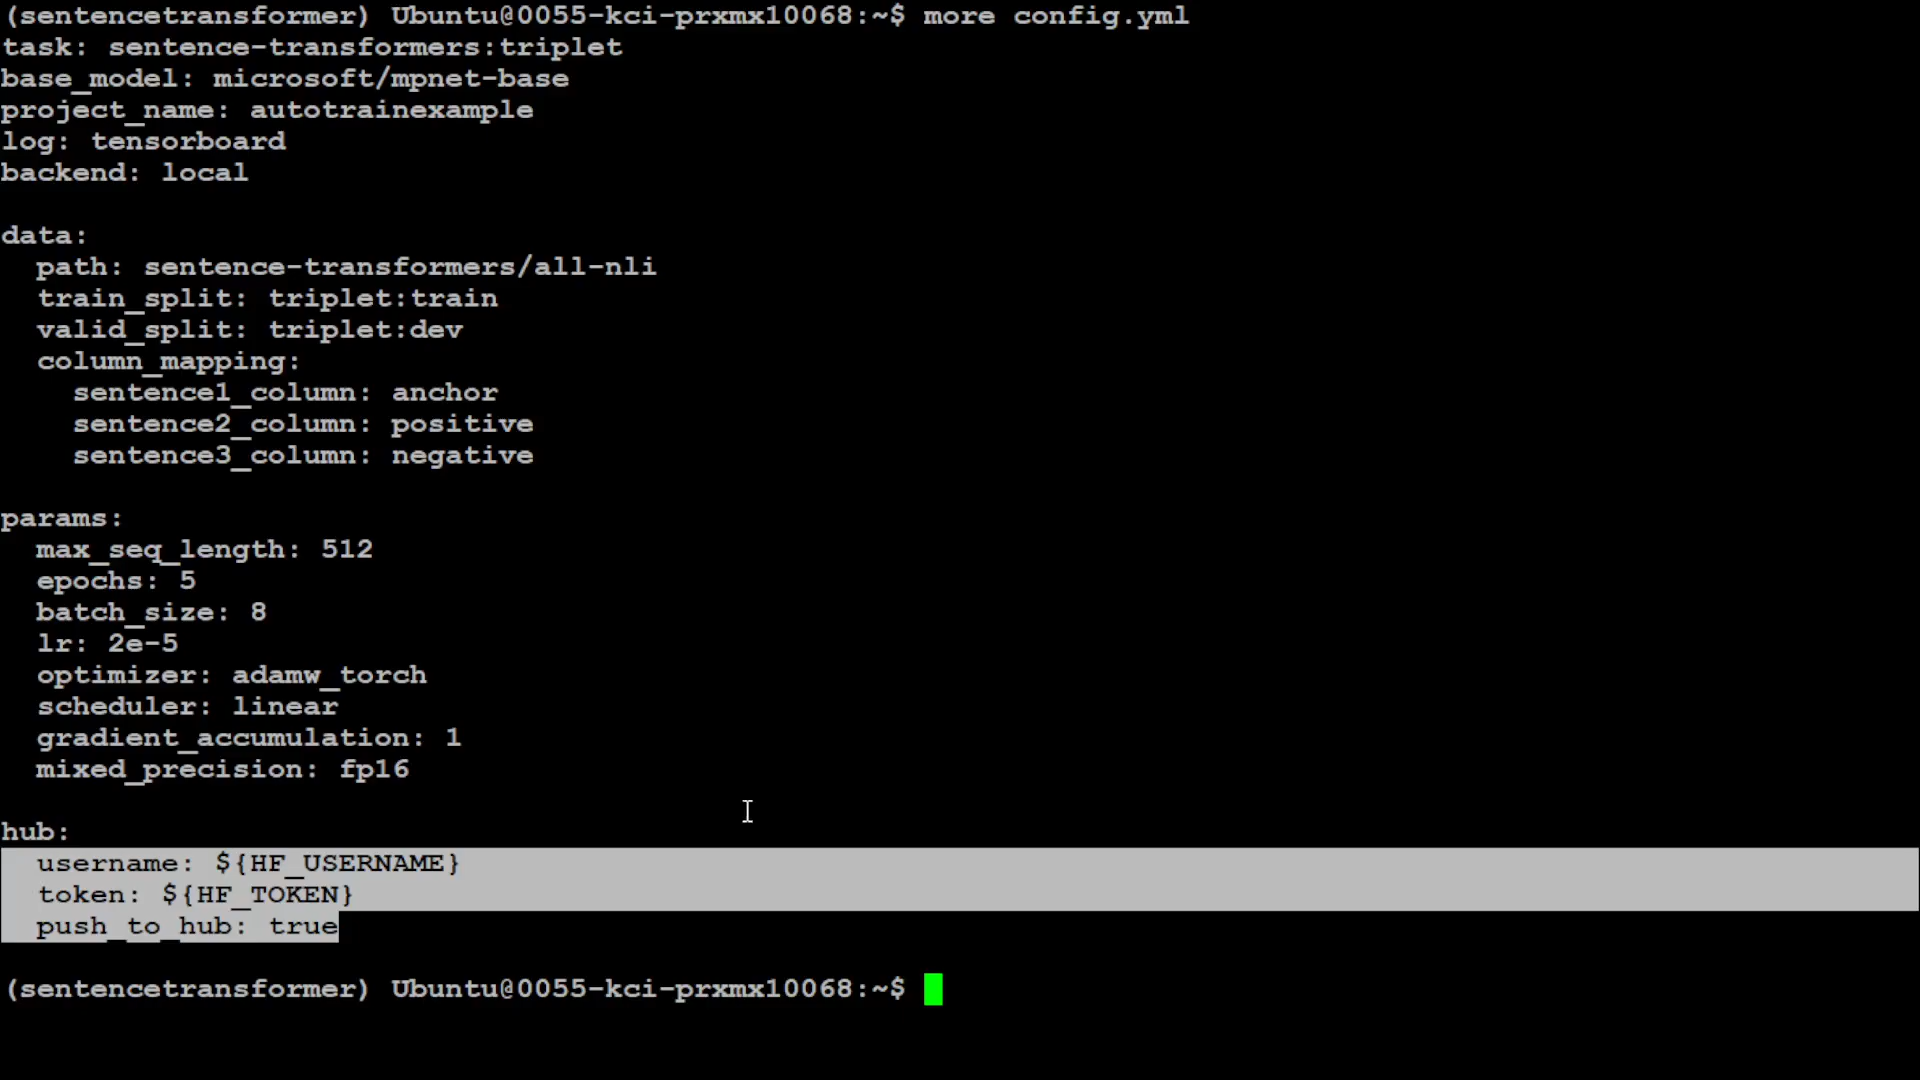 (sentencetransformer) Ubuntu@0055-kci-prxmx10068:~$ more config.yml
task: sentence-transformers:triplet
base_model: microsoft/mpnet-base
project_name: autotrainexample
log: tensorboard
backend: local
data:
  path: sentence-transformers/all-nli
  train_split: triplet:train
  valid_split: triplet:dev
  column_mapping:
    sentence1_column: anchor
    sentence2_column: positive
    sentence3_column: negative
params:
  max_seq_length: 512
  epochs: 5
  batch_size: 8
  lr: 2e-5
  optimizer: adamw_torch
  scheduler: linear
  gradient_accumulation: 1
  mixed_precision: fp16
hub:
  username: ${HF_USERNAME}
  token: ${HF_TOKEN}
  push_to_hub: true
(sentencetransformer) Ubuntu@0055-kci-prxmx10068:~$